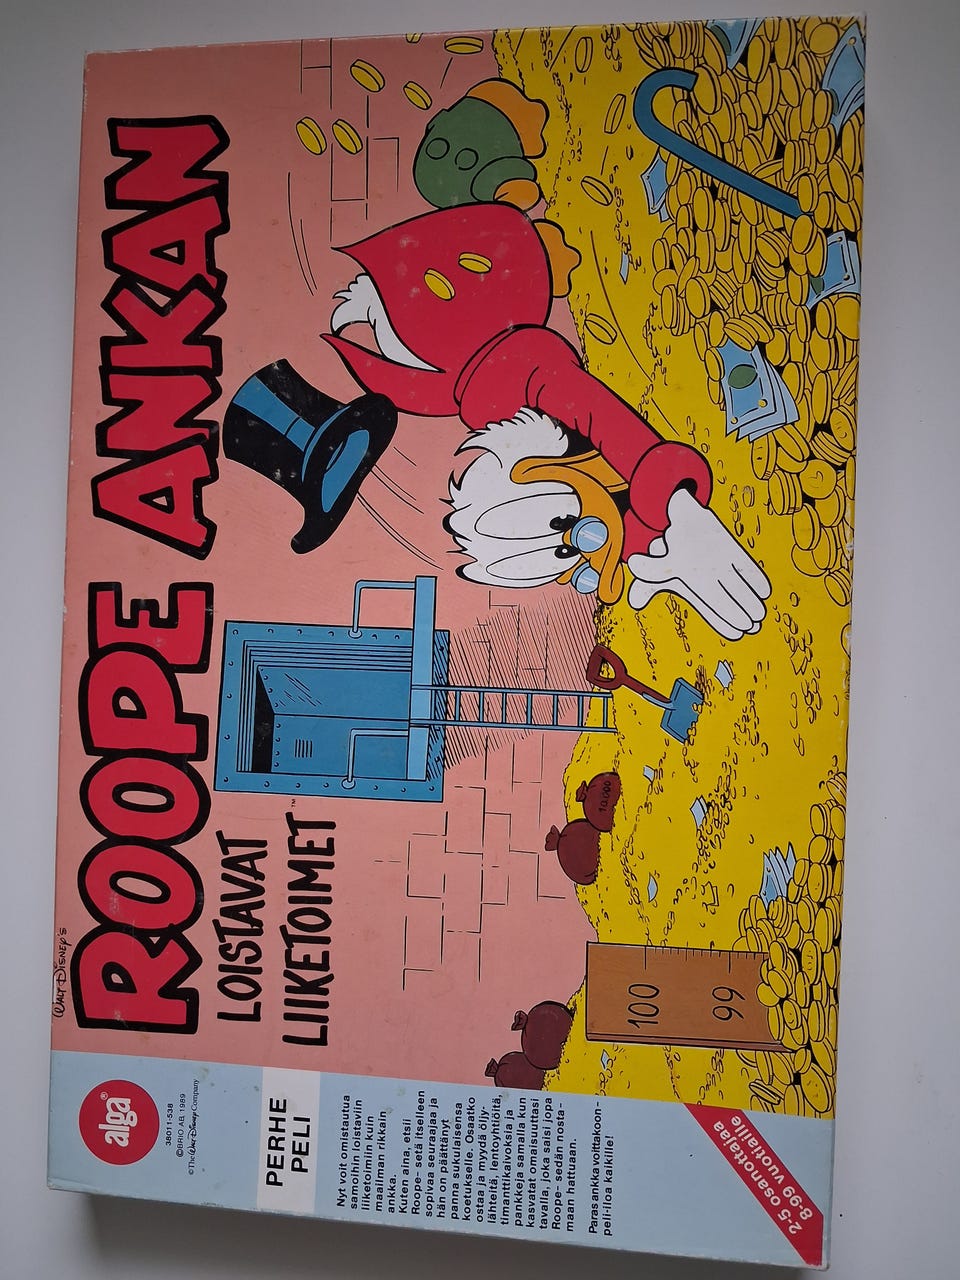 Walt Disney's
ROOPE ANKAN
LOISTAVAT
LIIKETOIMET™
alga®
38011-538
©BRIO AB, 1989
©The Walt Disney Company
PERHE
PELI
Nyt voit omistautua
samoihin loistaviin
liiketoimiin kuin
maailman rikkain
ankka.
Kuten aina, etsii
Roope- setä itselleen
sopivaa seuraajaa ja
hän on päättänyt
panna sukulaisensa
koetukselle. Osaatko
ostaa ja myydä öljy-
lähteitä, lentoyhtiöitä,
timanttikaivoksia ja
pankkeja samalla kun
kasvatat omaisuuttasi
tavalla, joka saisi jopa
Roope- sedän nosta-
maan hattuaan.
Paras ankka voittakoon-
peli-iloa kaikille!
2-5 osanottajaa
8-99 vuotiaille
10,000
100
99